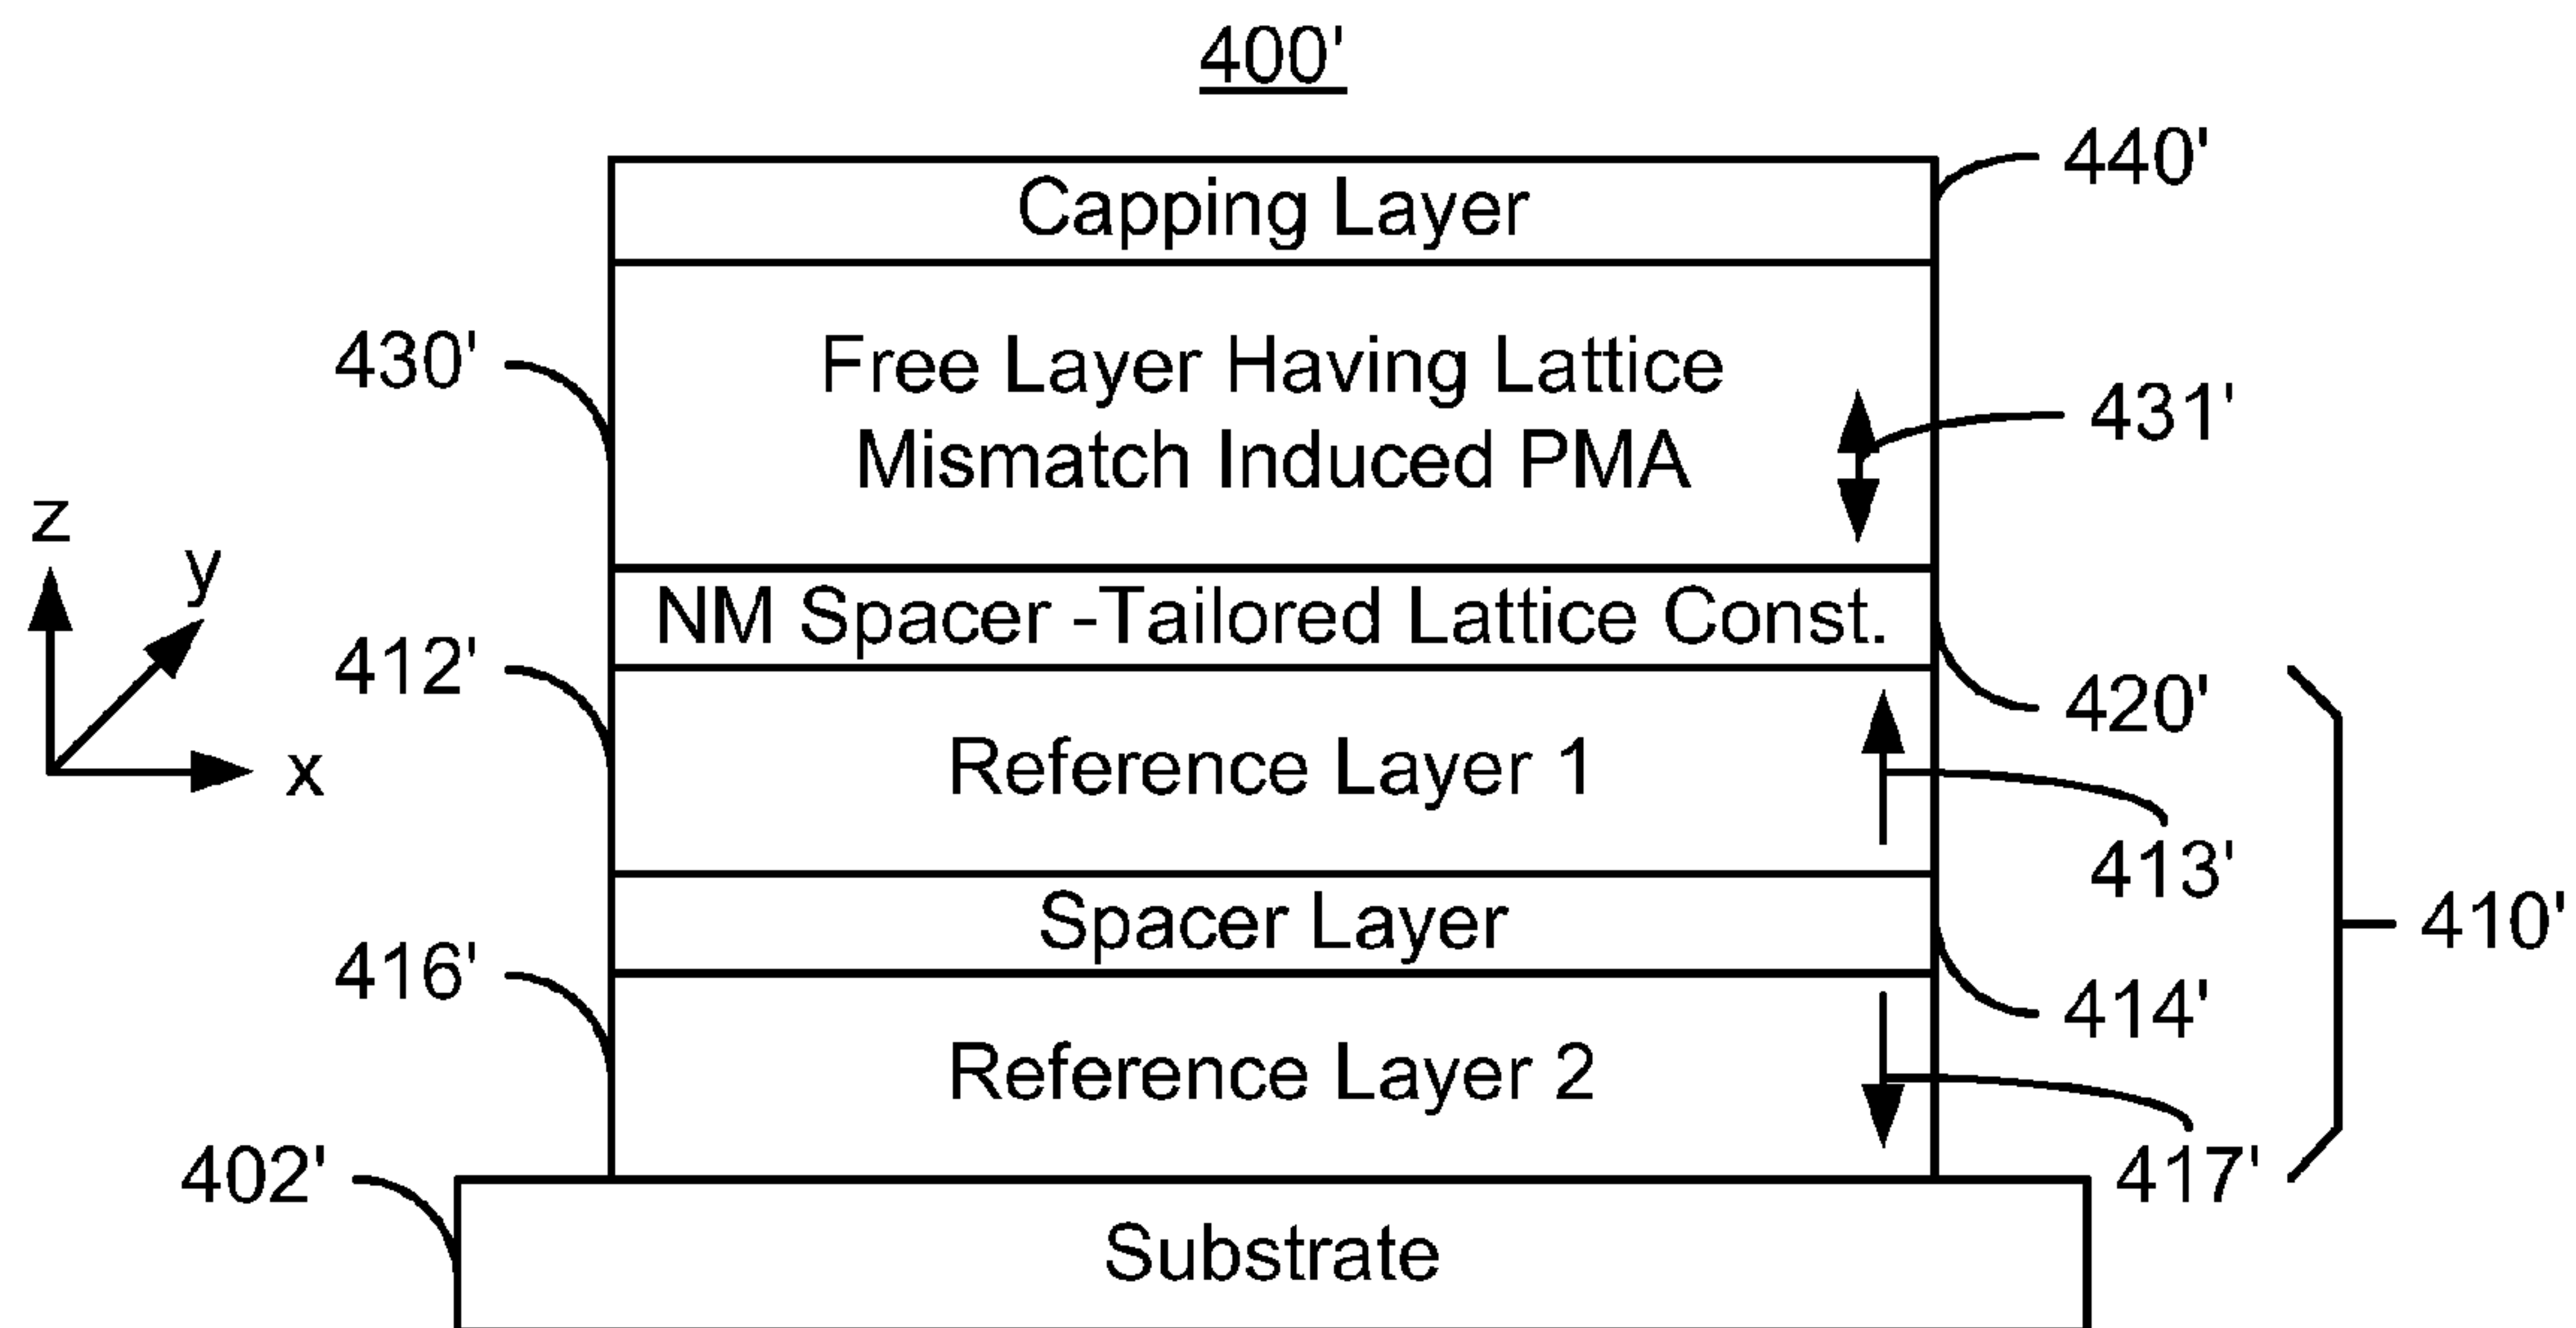 400'
Capping Layer
440'
430'
Free Layer Having Lattice
Mismatch Induced PMA
431'
z
y
x
NM Spacer -Tailored Lattice Const.
412'
420'
Reference Layer 1
413'
410'
Spacer Layer
416'
414'
Reference Layer 2
417'
402'
Substrate